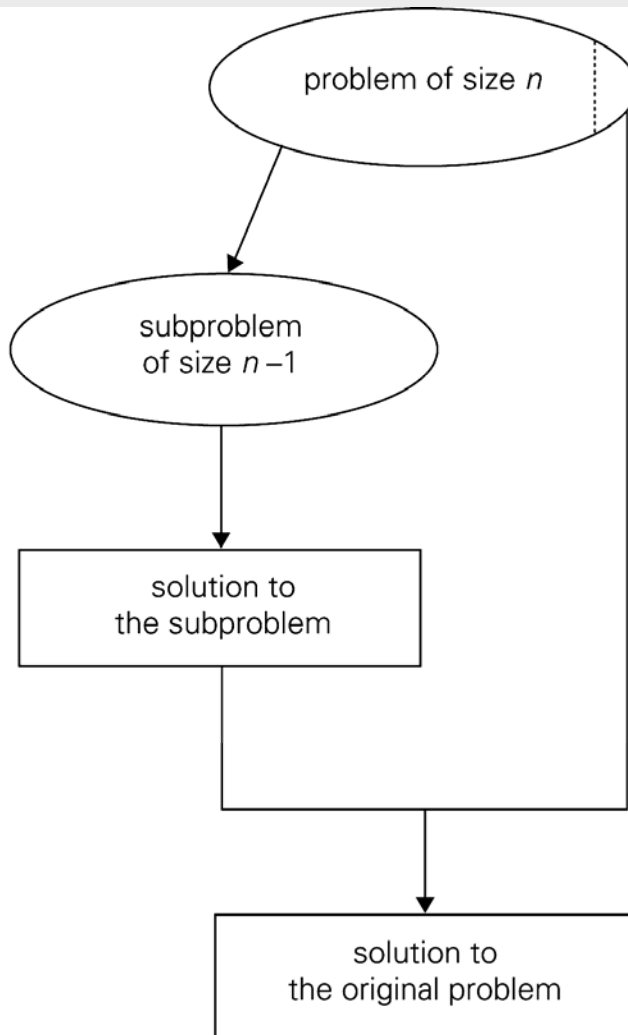 problem of size n
subproblem
of size n –1
solution to
the subproblem
solution to
the original problem